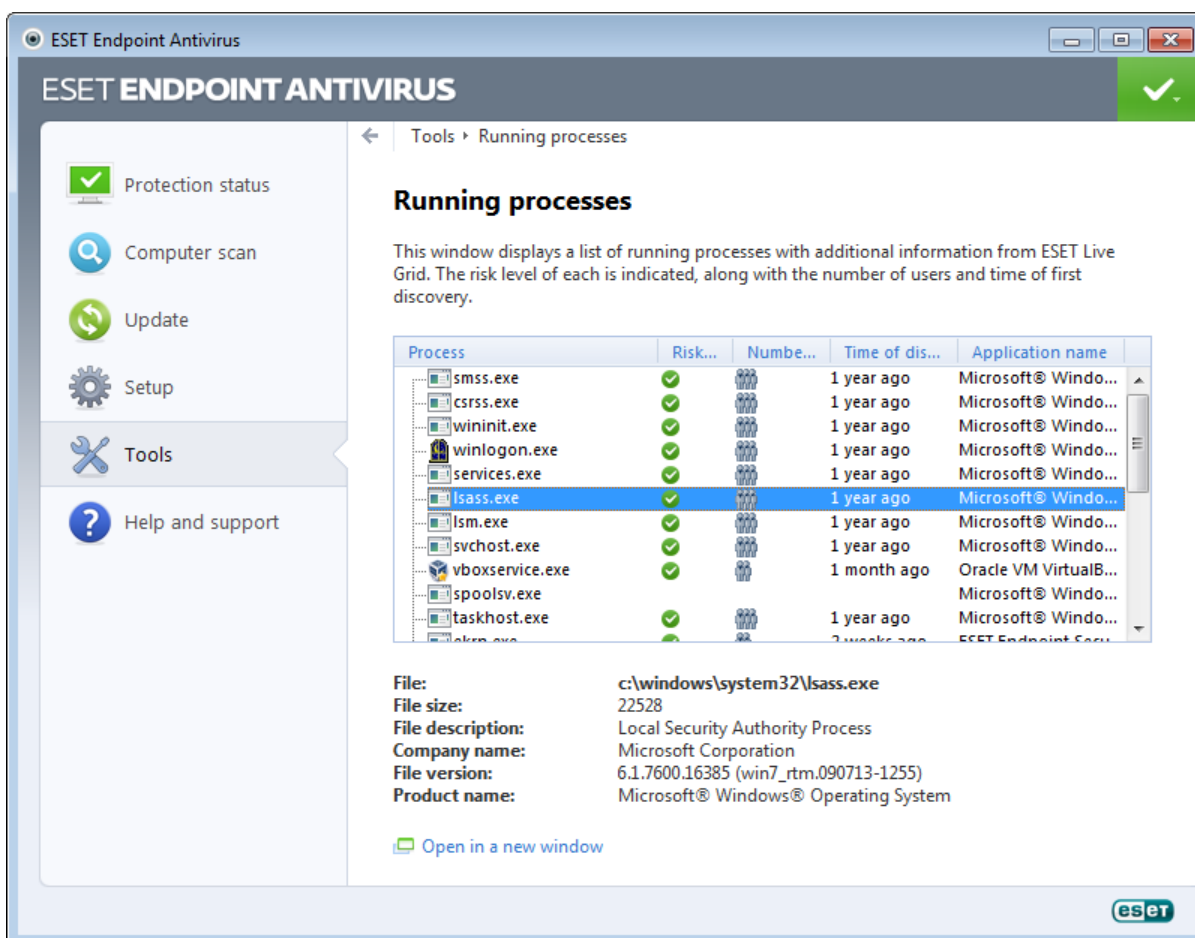 ESET Endpoint Antivirus
ESET ENDPOINT ANTIVIRUS
Tools ‣ Running processes
Protection status
Computer scan
Update
Setup
Tools
Help and support
Running processes
This window displays a list of running processes with additional information from ESET Live
Grid. The risk level of each is indicated, along with the number of users and time of first
discovery.
Process Risk... Numbe... Time of dis... Application name
smss.exe 1 year ago Microsoft® Windo...
csrss.exe 1 year ago Microsoft® Windo...
wininit.exe 1 year ago Microsoft® Windo...
winlogon.exe 1 year ago Microsoft® Windo...
services.exe 1 year ago Microsoft® Windo...
lsass.exe 1 year ago Microsoft® Windo...
lsm.exe 1 year ago Microsoft® Windo...
svchost.exe 1 year ago Microsoft® Windo...
vboxservice.exe 1 month ago Oracle VM VirtualB...
spoolsv.exe Microsoft® Windo...
taskhost.exe 1 year ago Microsoft® Windo...
ekrn.exe 2 weeks ago ESET Endpoint Secu...
File: c:\windows\system32\lsass.exe
File size: 22528
File description: Local Security Authority Process
Company name: Microsoft Corporation
File version: 6.1.7600.16385 (win7_rtm.090713-1255)
Product name: Microsoft® Windows® Operating System
Open in a new window
eset